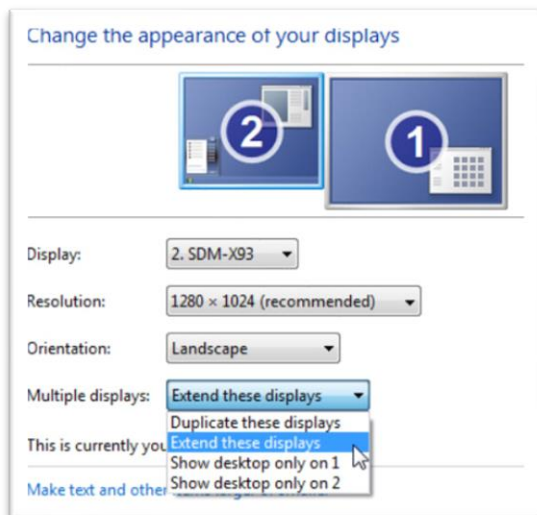 Change the appearance of your displays
2
1
Display: 2. SDM-X93
Resolution: 1280 × 1024 (recommended)
Orientation: Landscape
Multiple displays: Extend these displays
Duplicate these displays
This is currently you Extend these displays
Show desktop only on 1
Show desktop only on 2
Make text and othe